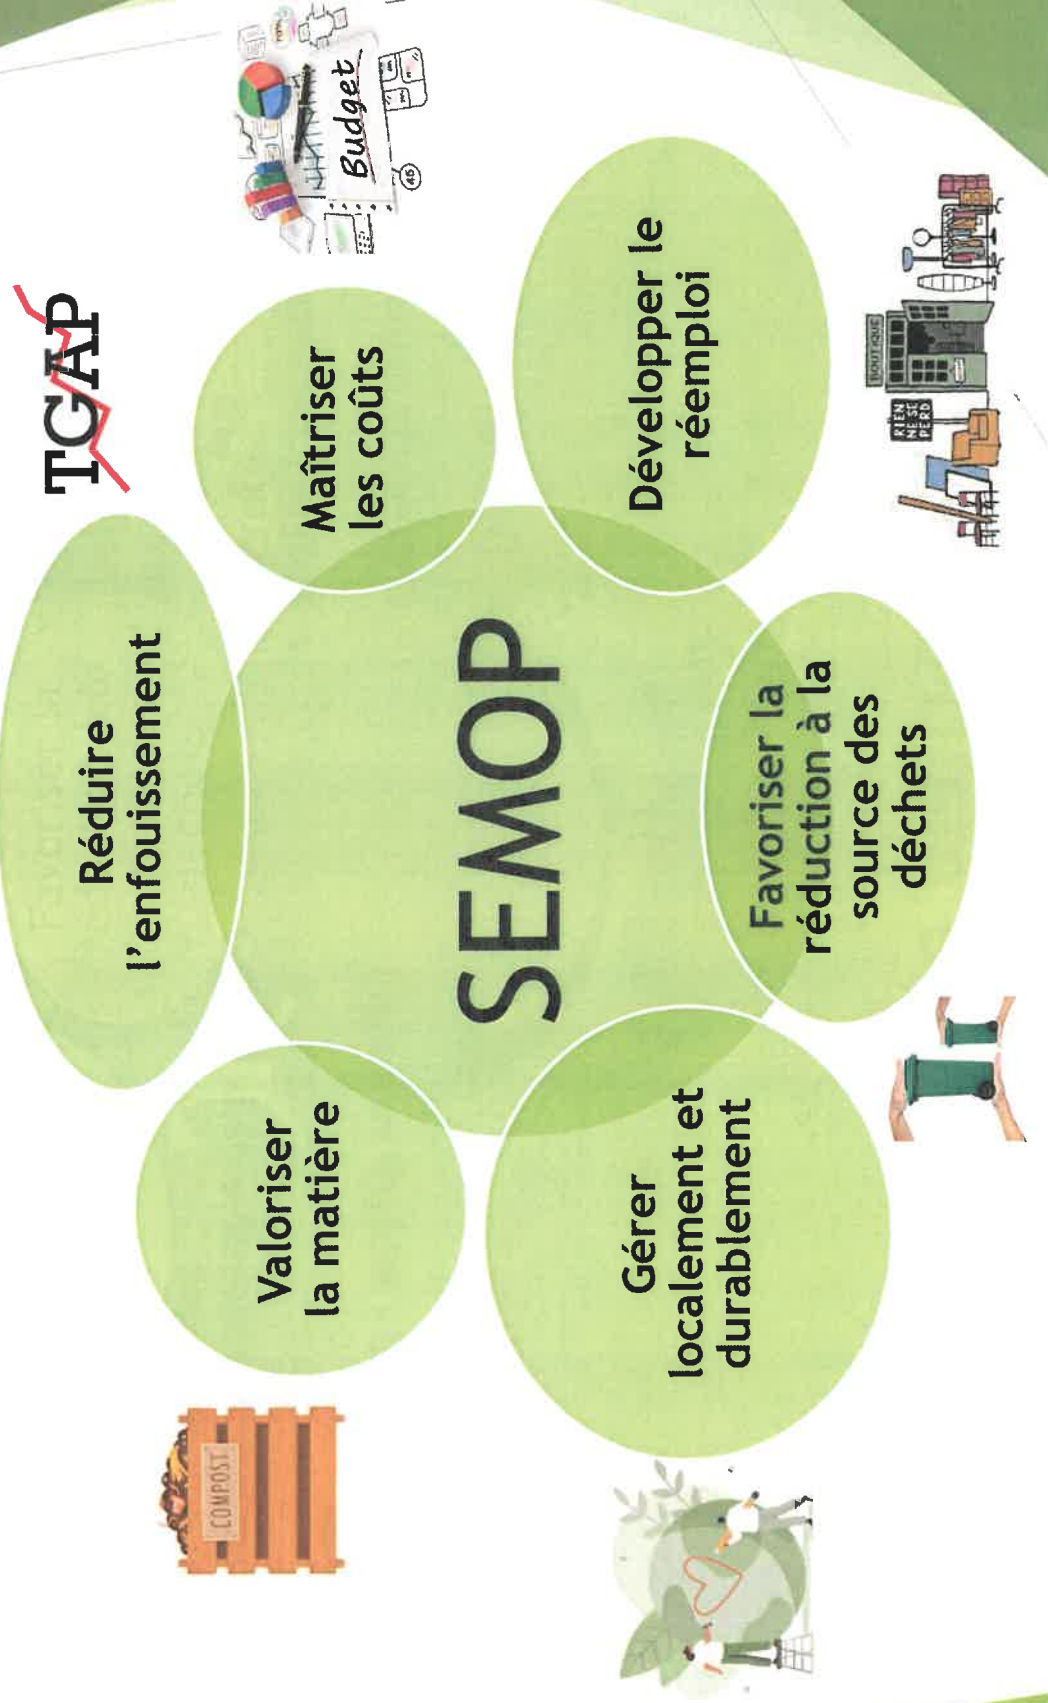 TGAP
Réduire
l'enfouissement
Maîtriser
les coûts
Budget
45
Développer le
réemploi
BOUTIQUE
RIEN
NE SE
PERD
Favoriser la
réduction à la
source des
déchets
Gérer
localement et
durablement
Valoriser
la matière
COMPOST
SEMOP